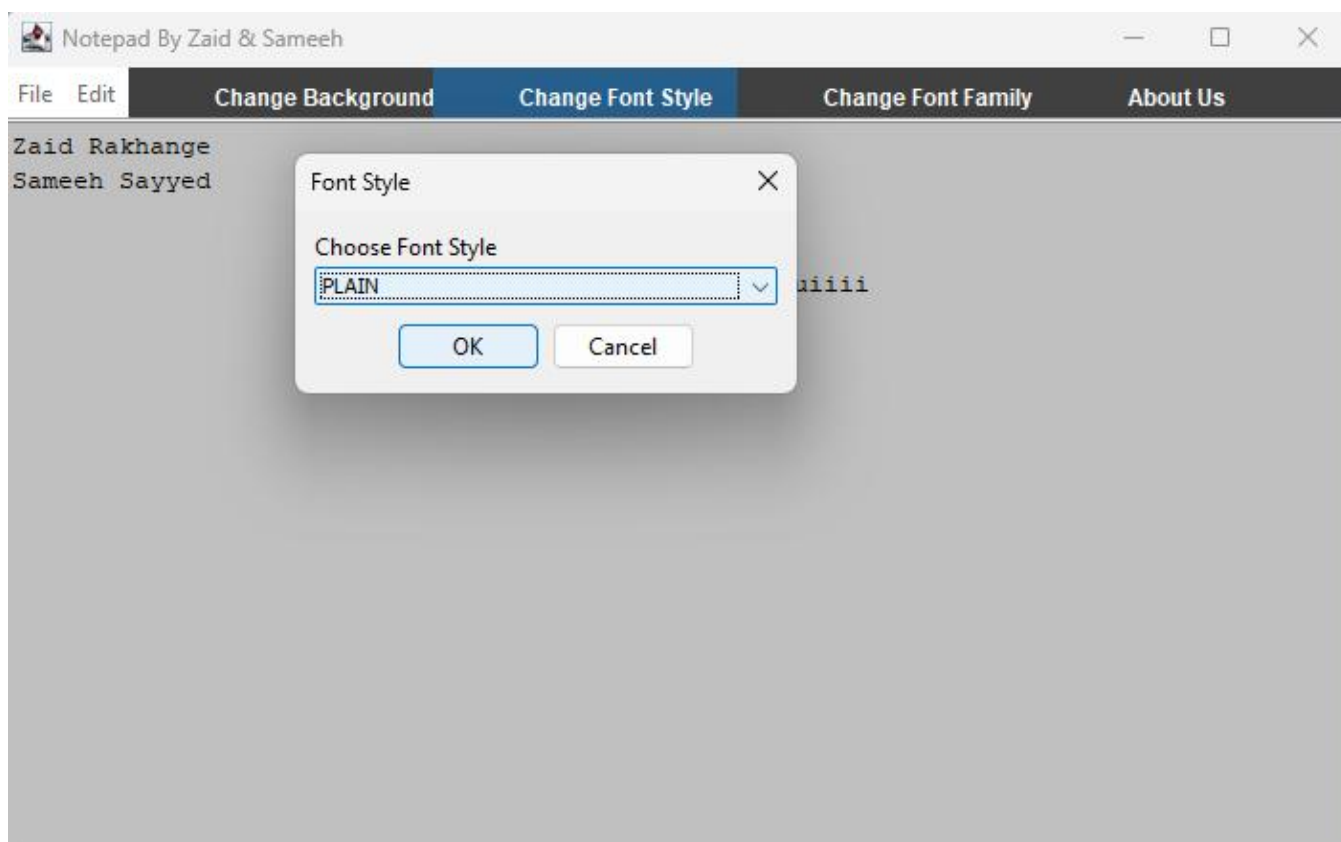 Notepad By Zaid & Sameeh
File Edit Change Background Change Font Style Change Font Family About Us
Zaid Rakhange
Sameeh Sayyed
Font Style
Choose Font Style
PLAIN
OK Cancel